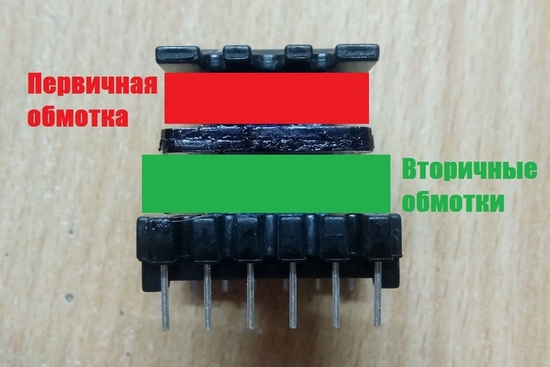 Первичная
обмотка
Вторичные
обмотки